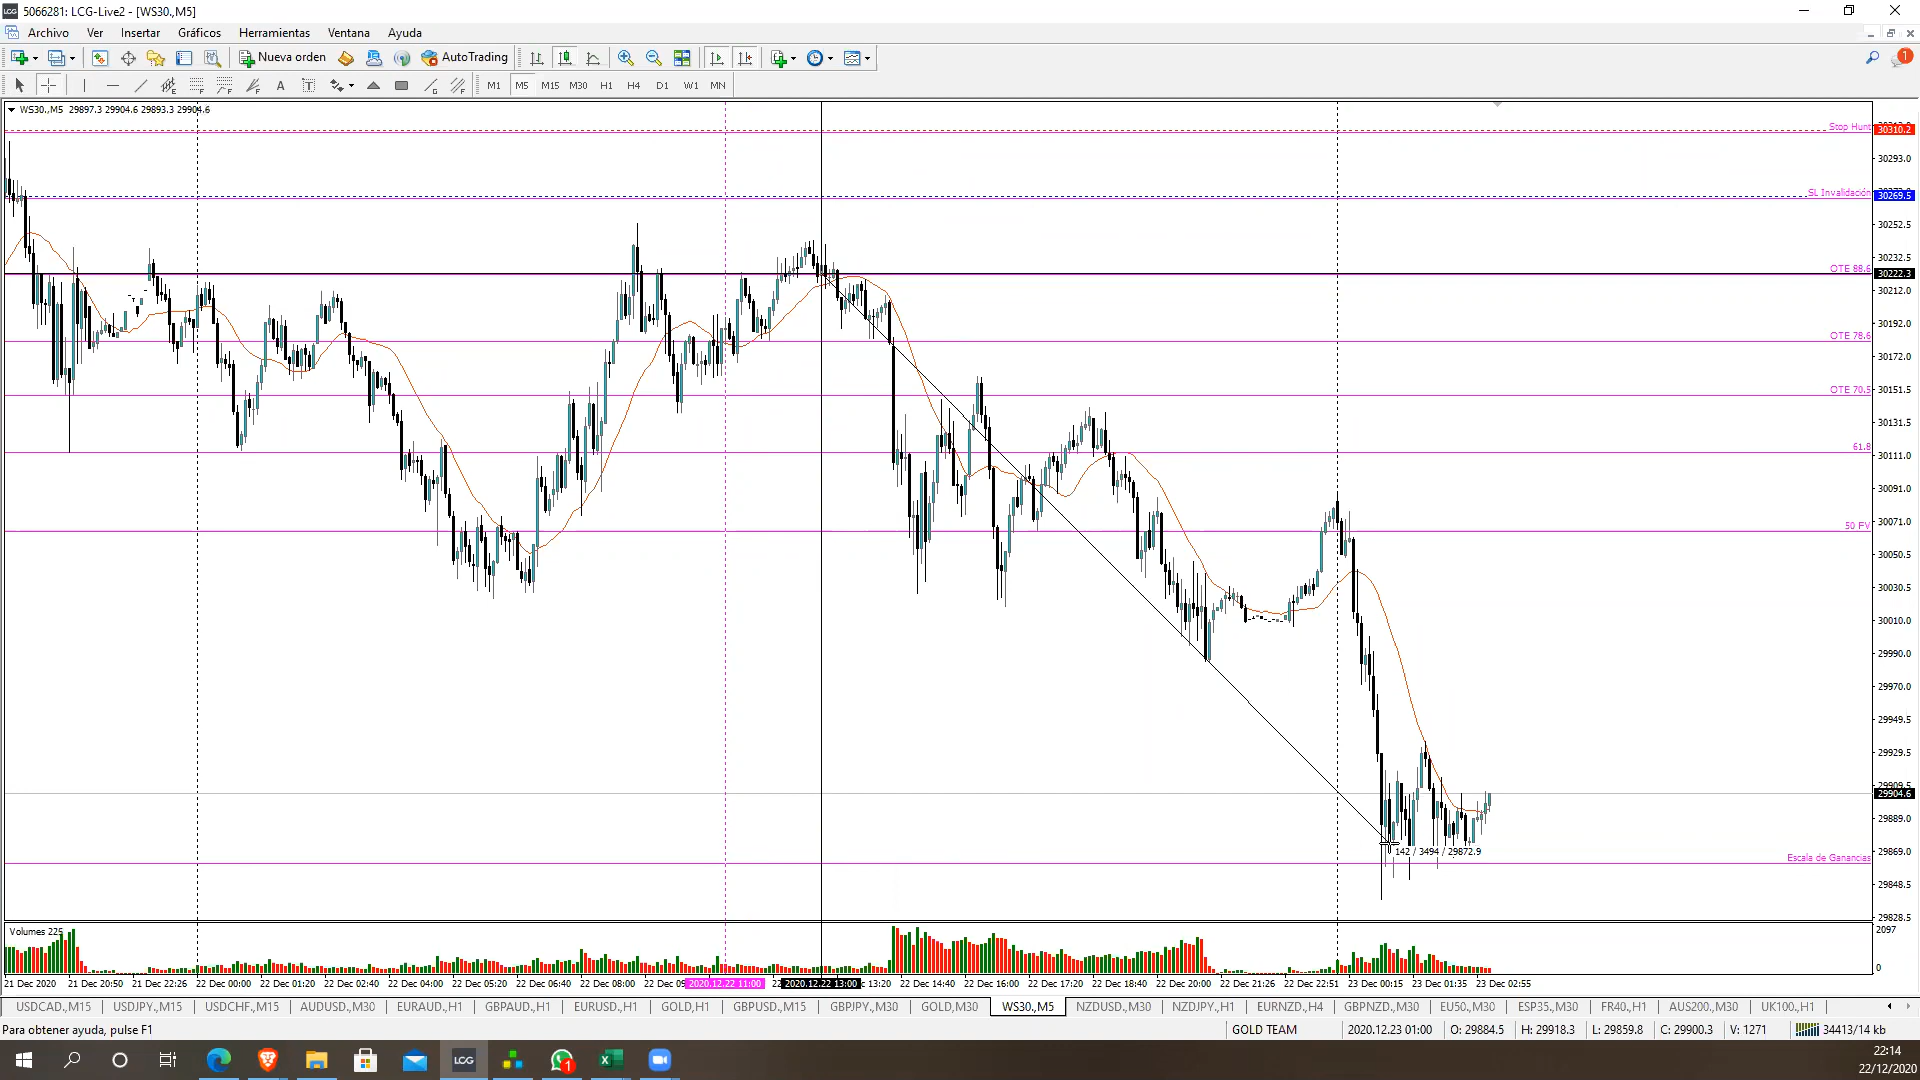 5066281: LCG-Live2 - [WS30.,M5]
Archivo Ver Insertar Gráficos Herramientas Ventana Ayuda
Nueva orden AutoTrading 1
A T M1 M5 M15 M30 H1 H4 D1 W1 MN
WS30.,M5 29897.3 29904.6 29893.3 29904.6
Stop Hunt 30310.2
30293.0
SL Invalidación 30269.5
30252.5
30232.5
OTE 88.6 30222.3
30212.0
30192.0
OTE 78.6
30172.0
30151.5
OTE 70.5
30131.5
61.8
30111.0
30091.0
30071.0
50 FV
30050.5
30030.5
30010.0
29990.0
29970.0
29949.5
29929.5
29909.5
29904.6
29889.0
142 / 3494 / 29872.9
29869.0
Escala de Ganancias
29848.5
29828.5
Volumes 225
2097
0
21 Dec 2020 21 Dec 20:50 21 Dec 22:26 22 Dec 00:00 22 Dec 01:20 22 Dec 02:40 22 Dec 04:00 22 Dec 05:20 22 Dec 06:40 22 Dec 08:00 22 Dec 2020.12.22 11:00 2020.12.22 13:00 13:20 22 Dec 14:40 22 Dec 16:00 22 Dec 17:20 22 Dec 18:40 22 Dec 20:00 22 Dec 21:26 22 Dec 22:51 23 Dec 00:15 23 Dec 01:35 23 Dec 02:55
USDCAD.,M15 USDJPY.,M15 USDCHF.,M15 AUDUSD.,M30 EURAUD.,H1 GBPAUD.,H1 EURUSD.,H1 GOLD.,H1 GBPUSD.,M15 GBPJPY.,M30 GOLD.,M30 WS30.,M5 NZDUSD.,M30 NZDJPY.,H1 EURNZD.,H4 GBPNZD.,M30 EU50.,M30 ESP35.,M30 FR40.,H1 AUS200.,M30 UK100.,H1
Para obtener ayuda, pulse F1 GOLD TEAM 2020.12.23 01:00 O: 29884.5 H: 29918.3 L: 29859.8 C: 29900.3 V: 1271 34413/14 kb
LCG 1
22:14
22/12/2020